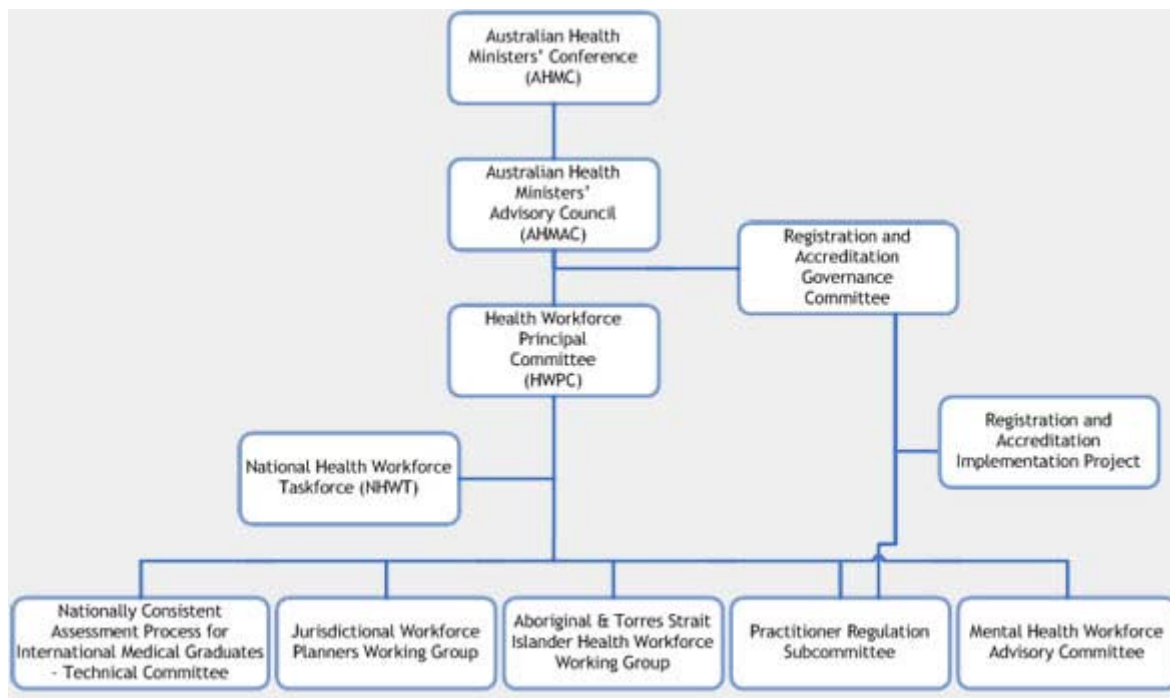 Australian Health
Ministers' Conference
(AHMC)
Australian Health
Ministers'
Advisory Council
(AHMAC)
Registration and
Accreditation
Governance
Committee
Health Workforce
Principal
Committee
(HWPC)
Registration and
Accreditation
Implementation Project
National Health Workforce
Taskforce (NHWT)
Nationally Consistent
Assessment Process for
International Medical Graduates
- Technical Committee
Jurisdictional Workforce
Planners Working Group
Aboriginal & Torres Strait
Islander Health Workforce
Working Group
Practitioner Regulation
Subcommittee
Mental Health Workforce
Advisory Committee